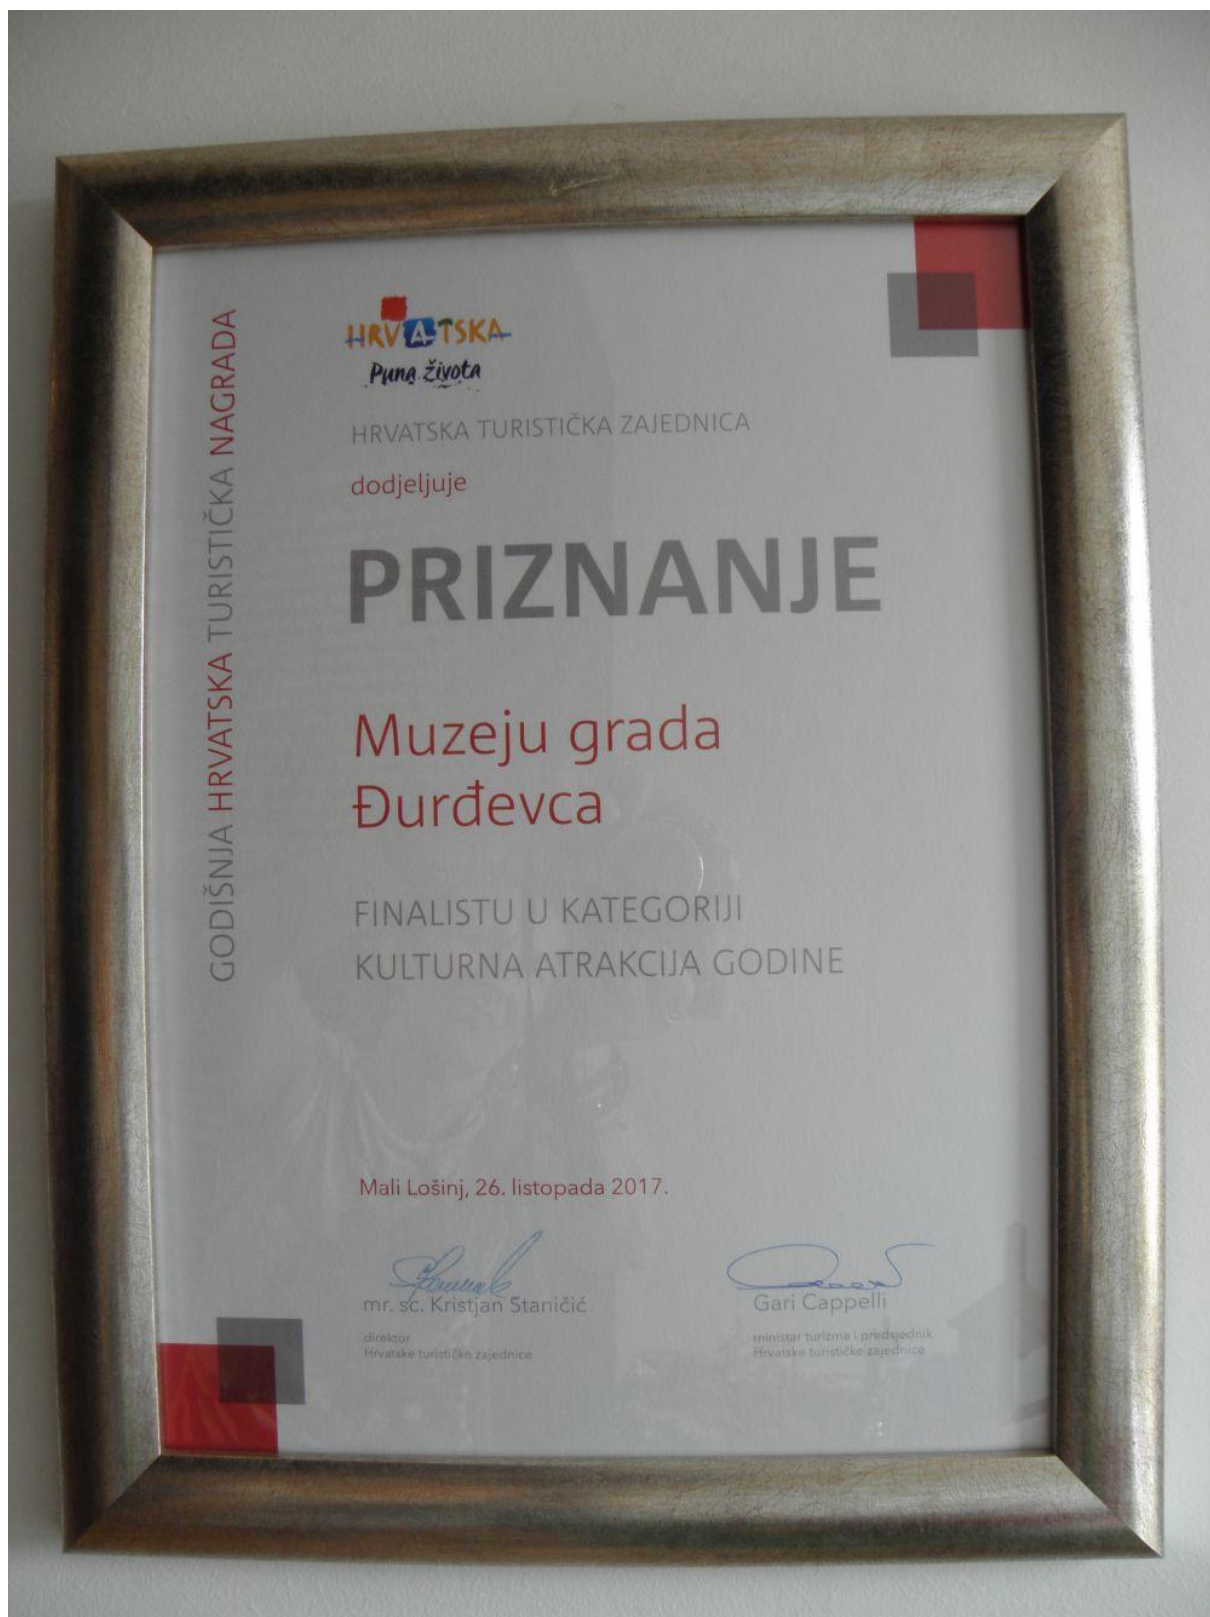 GODIŠNJA HRVATSKA TURISTIČKA NAGRADA
HRVATSKA
Puna života
HRVATSKA TURISTIČKA ZAJEDNICA
dodjeljuje
PRIZNANJE
Muzeju grada
Đurđevca
FINALISTU U KATEGORIJI
KULTURNA ATRAKCIJA GODINE
Mali Lošinj, 26. listopada 2017.
mr. sc. Kristjan Staničić
direktor
Hrvatske turističke zajednice
Gari Cappelli
ministar turizma i predsjednik
Hrvatske turističke zajednice